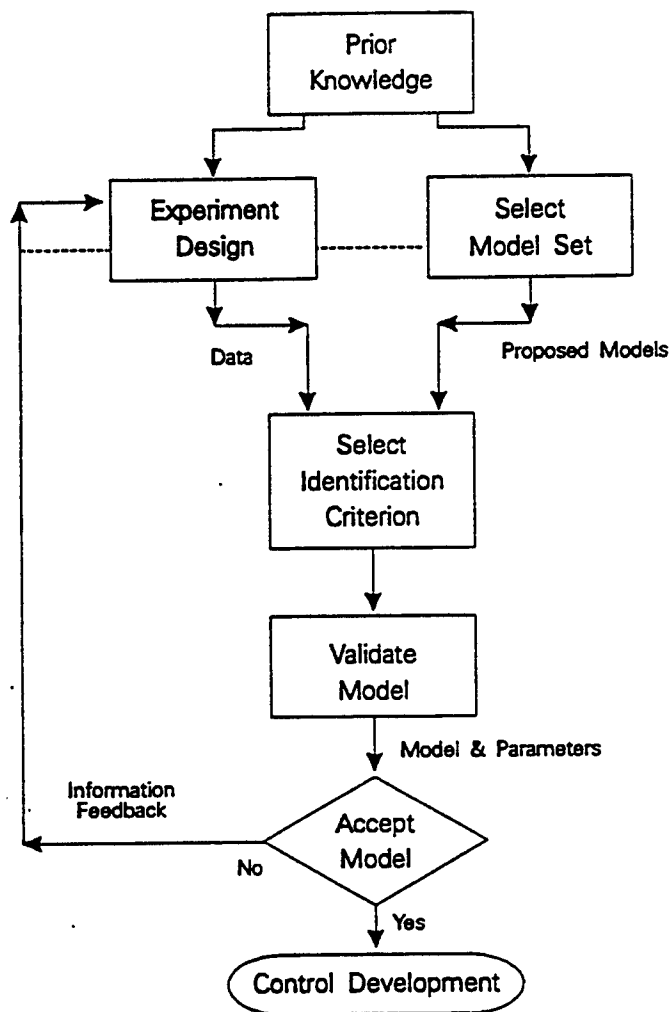 Prior
Knowledge
Experiment
Design
Select
Model Set
Data
Proposed Models
Select
Identification
Criterion
Validate
Model
Model & Parameters
Information
Feedback
Accept
Model
No
Yes
Control Development